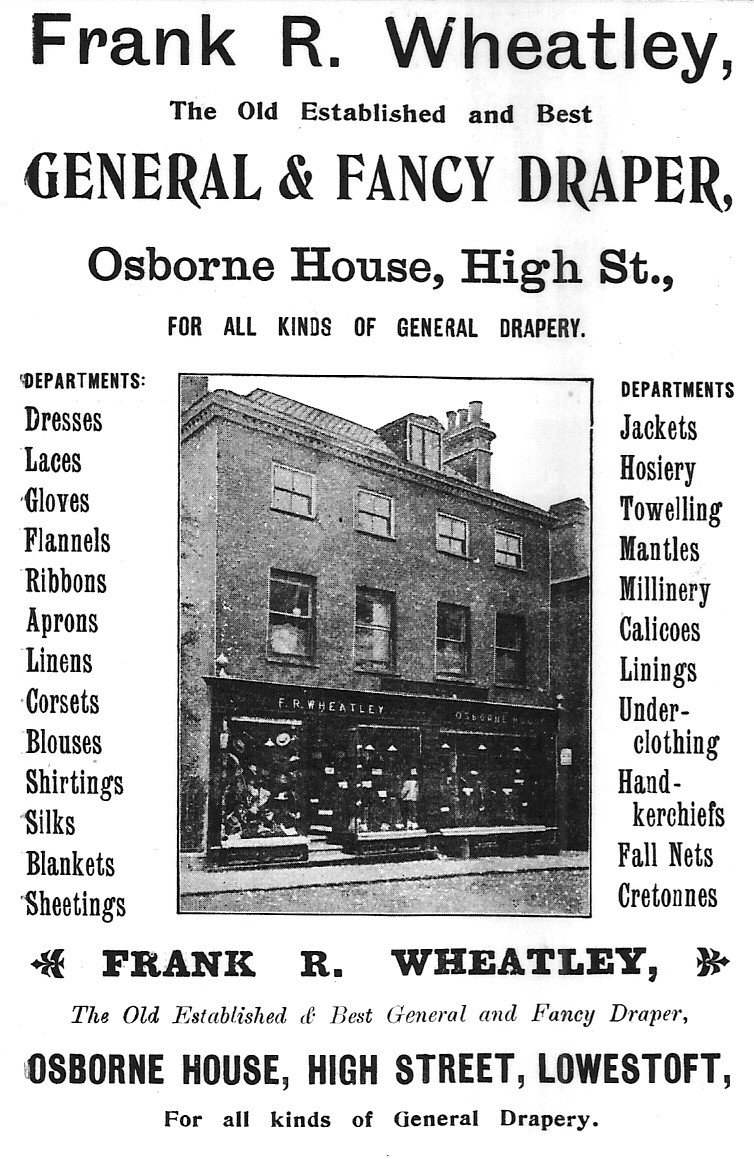 Frank R. Wheatley,
The Old Established and Best
GENERAL & FANCY DRAPER,
Osborne House, High St.,
FOR ALL KINDS OF GENERAL DRAPERY.
DEPARTMENTS:
Dresses
Laces
Gloves
Flannels
Ribbons
Aprons
Linens
Corsets
Blouses
Shirtings
Silks
Blankets
Sheetings
F. R. WHEATLEY
OSBORNE HOUSE
DEPARTMENTS
Jackets
Hosiery
Towelling
Mantles
Millinery
Calicoes
Linings
Under-
clothing
Hand-
kerchiefs
Fall Nets
Cretonnes
FRANK R. WHEATLEY,
The Old Established & Best General and Fancy Draper,
OSBORNE HOUSE, HIGH STREET, LOWESTOFT,
For all kinds of General Drapery.